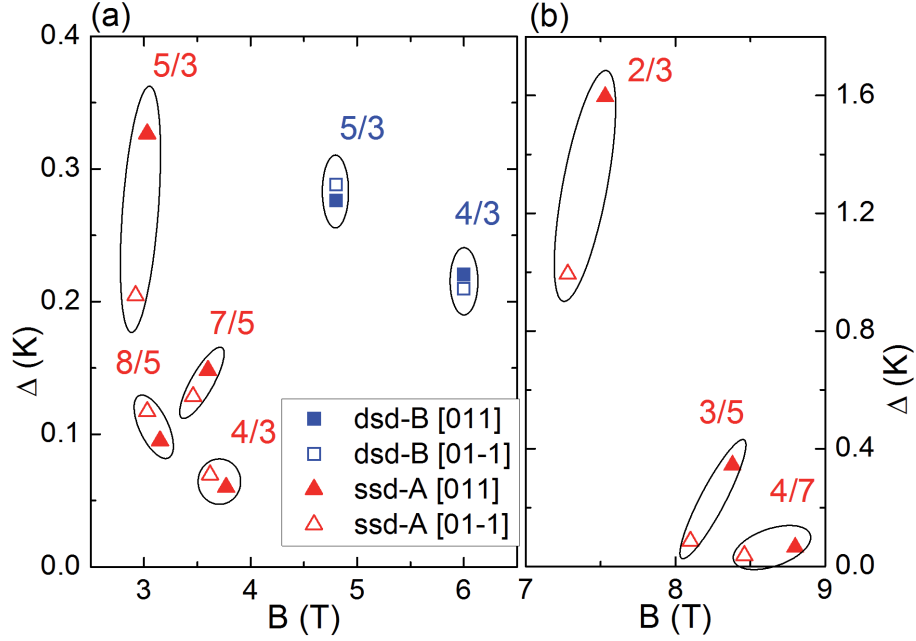 (a)
(b)
0.4
0.3
0.2
0.1
0.0
Δ (K)
5/3
5/3
4/3
7/5
8/5
4/3
dsd-B [011]
dsd-B [01-1]
ssd-A [011]
ssd-A [01-1]
3 4 5 6 7
B (T)
2/3
3/5
4/7
1.6
1.2
0.8
0.4
0.0
Δ (K)
8 9
B (T)